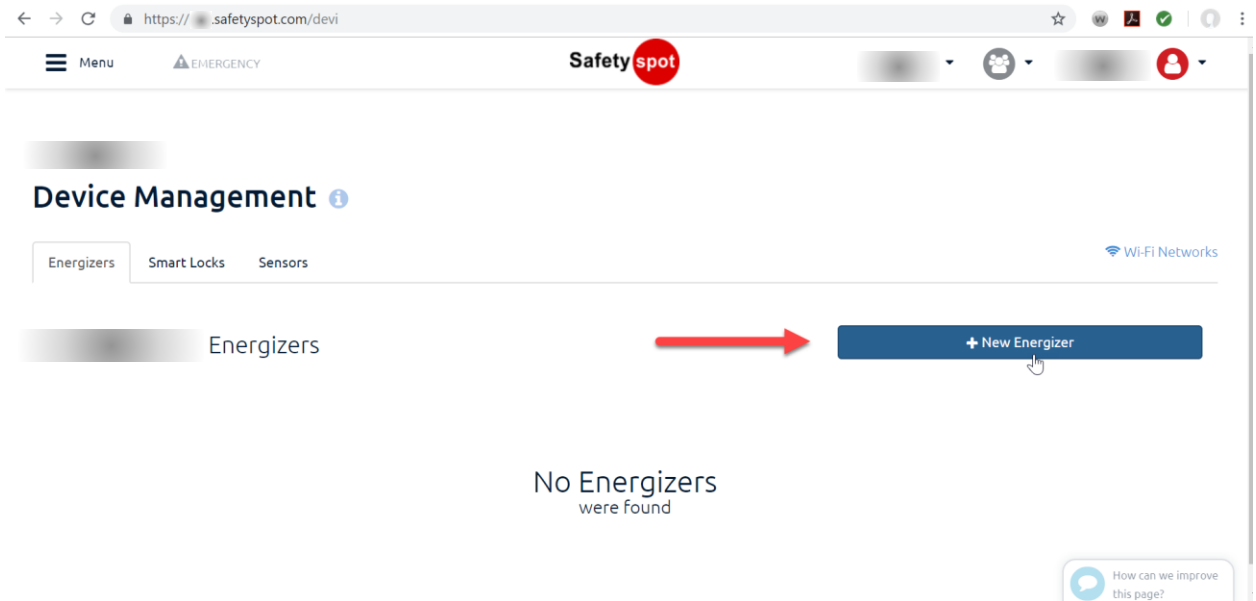 https:// .safetyspot.com/devi
W
Menu
EMERGENCY
Safety spot
Device Management
Energizers
Smart Locks
Sensors
Wi-Fi Networks
Energizers
+ New Energizer
No Energizers
were found
How can we improve
this page?